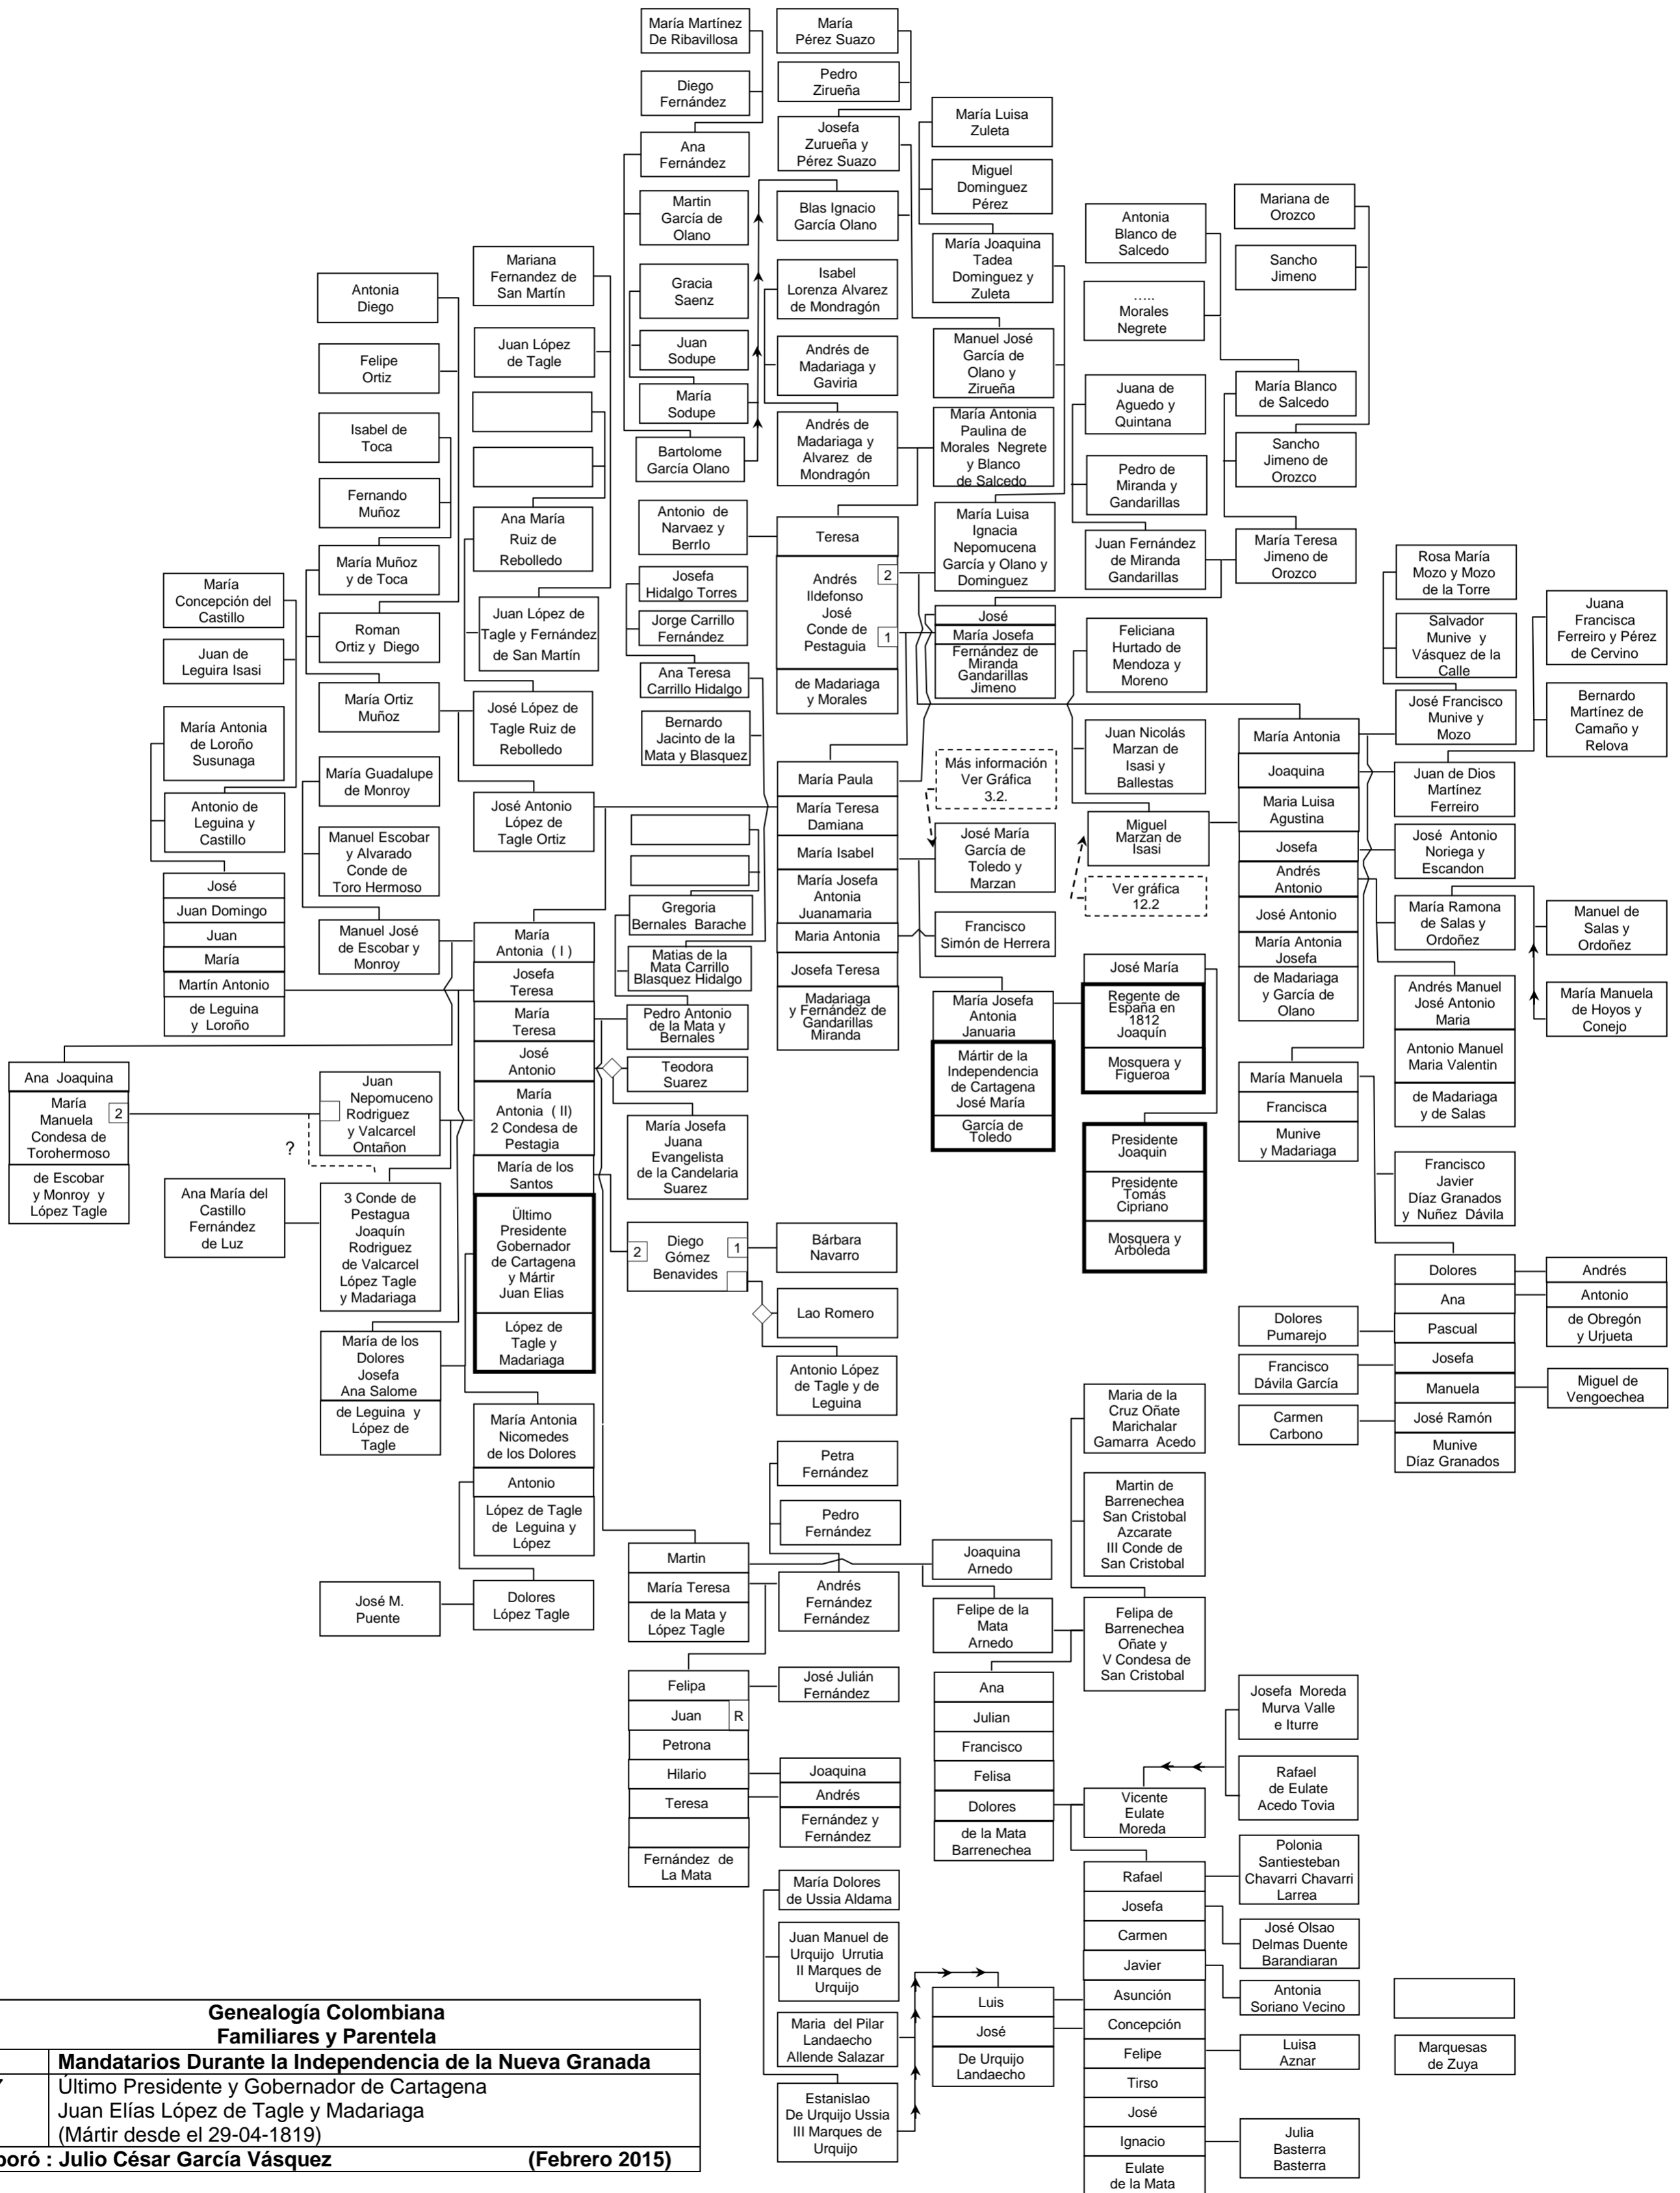 María Martínez
De Ribavillosa
María
Pérez Suazo
Diego
Fernández
Pedro
Zirueña
María Luisa
Zuleta
Ana
Fernández
Josefa
Zurueña y
Pérez Suazo
Miguel
Dominguez
Pérez
Martin
García de
Olano
Blas Ignacio
García Olano
Antonia
Blanco de
Salcedo
Mariana de
Orozco
María Joaquina
Tadea
Dominguez y
Zuleta
Sancho
Jimeno
Mariana
Fernandez de
San Martín
Antonia
Diego
Gracia
Saenz
Isabel
Lorenza Alvarez
de Mondragón
.....
Morales
Negrete
Juan López
de Tagle
Juan
Sodupe
Andrés de
Madariaga y
Gaviria
Manuel José
García de
Olano y
Zirueña
Felipe
Ortiz
María
Sodupe
Juana de
Aguedo y
Quintana
María Blanco
de Salcedo
Isabel de
Toca
Bartolome
García Olano
Andrés de
Madariaga y
Alvarez de
Mondragón
María Antonia
Paulina de
Morales Negrete
y Blanco
de Salcedo
Sancho
Jimeno de
Orozco
Pedro de
Miranda y
Gandarillas
Fernando
Muñoz
Ana María
Ruiz de
Rebolledo
Antonio de
Narvaez y
BerrIo
Teresa
María Luisa
Ignacia
Nepomucena
García y Olano y
Dominguez
Juan Fernández
de Miranda
Gandarillas
María Teresa
Jimeno de
Orozco
María Muñoz
y de Toca
Andrés
Ildefonso
José
Conde de
Pestaguia
2
1
de Madariaga
y Morales
Rosa María
Mozo y Mozo
de la Torre
María
Concepción del
Castillo
Josefa
Hidalgo Torres
Juana
Francisca
Ferreiro y Pérez
de Cervino
Roman
Ortiz y Diego
Juan López de
Tagle y Fernández
de San Martín
Jorge Carrillo
Fernández
José
María Josefa
Fernández de
Miranda
Gandarillas
Jimeno
Feliciana
Hurtado de
Mendoza y
Moreno
Salvador
Munive y
Vásquez de la
Calle
Juan de
Leguira Isasi
Ana Teresa
Carrillo Hidalgo
María Ortiz
Muñoz
José López de
Tagle Ruiz de
Rebolledo
José Francisco
Munive y
Mozo
Bernardo
Martínez de
Camaño y
Relova
María Antonia
de Loroño
Susunaga
Bernardo
Jacinto de la
Mata y Blasquez
Juan Nicolás
Marzan de
Isasi y
Ballestas
María Antonia
Joaquina
Maria Luisa
Agustina
Josefa
Andrés
Antonio
José Antonio
María Antonia
Josefa
de Madariaga
y García de
Olano
María Guadalupe
de Monroy
Más información
Ver Gráfica
3.2.
Juan de Dios
Martínez
Ferreiro
Antonio de
Leguina y
Castillo
José Antonio
López de
Tagle Ortiz
María Paula
María Teresa
Damiana
María Isabel
María Josefa
Antonia
Juanamaria
Maria Antonia
Josefa Teresa
Madariaga
y Fernández de
Gandarillas
Miranda
José María
García de
Toledo y
Marzan
Miguel
Marzan de
Isasi
José Antonio
Noriega y
Escandon
Manuel Escobar
y Alvarado
Conde de
Toro Hermoso
Ver gráfica
12.2
José
Juan Domingo
Juan
María
Martín Antonio
de Leguina
y Loroño
Gregoria
Bernales Barache
Francisco
Simón de Herrera
María Ramona
de Salas y
Ordoñez
Manuel de
Salas y
Ordoñez
Manuel José
de Escobar y
Monroy
María
Antonia ( I )
Josefa
Teresa
María
Teresa
José
Antonio
María
Antonia ( II)
2 Condesa de
Pestagia
María de los
Santos
Último
Presidente
Gobernador
de Cartagena
y Mártir
Juan Elias
López de
Tagle y
Madariaga
Matias de la
Mata Carrillo
Blasquez Hidalgo
María Josefa
Antonia
Januaria
Mártir de la
Independencia
de Cartagena
José María
García de
Toledo
José María
Regente de
España en
1812
Joaquín
Mosquera y
Figueroa
Andrés Manuel
José Antonio
Maria
Antonio Manuel
Maria Valentin
de Madariaga
y de Salas
María Manuela
de Hoyos y
Conejo
Pedro Antonio
de la Mata y
Bernales
Teodora
Suarez
Ana Joaquina
María
Manuela
Condesa de
Torohermoso
2
de Escobar
y Monroy y
López Tagle
Juan
Nepomuceno
Rodriguez
y Valcarcel
Ontañon
María Manuela
Francisca
Munive
y Madariaga
?
María Josefa
Juana
Evangelista
de la Candelaria
Suarez
Presidente
Joaquin
Presidente
Tomás
Cipriano
Mosquera y
Arboleda
Francisco
Javier
Díaz Granados
y Nuñez Dávila
Ana María del
Castillo
Fernández
de Luz
3 Conde de
Pestagua
Joaquín
Rodriguez
de Valcarcel
López Tagle
y Madariaga
2
Diego
Gómez
Benavides
1
Bárbara
Navarro
Lao Romero
Dolores
Ana
Pascual
Josefa
Manuela
José Ramón
Munive
Díaz Granados
Andrés
Antonio
de Obregón
y Urjueta
Dolores
Pumarejo
Francisco
Dávila García
Miguel de
Vengoechea
Carmen
Carbono
María de los
Dolores
Josefa
Ana Salome
de Leguina y
López de
Tagle
Antonio López
de Tagle y de
Leguina
María Antonia
Nicomedes
de los Dolores
Antonio
López de Tagle
de Leguina y
López
Maria de la
Cruz Oñate
Marichalar
Gamarra Acedo
Petra
Fernández
Pedro
Fernández
Martin de
Barrenechea
San Cristobal
Azcarate
III Conde de
San Cristobal
José M.
Puente
Dolores
López Tagle
Martin
María Teresa
de la Mata y
López Tagle
Andrés
Fernández
Fernández
Joaquina
Arnedo
Felipe de la
Mata
Arnedo
Felipa de
Barrenechea
Oñate y
V Condesa de
San Cristobal
Felipa
Juan
R
Petrona
Hilario
Teresa
Fernández de
La Mata
José Julián
Fernández
Joaquina
Andrés
Fernández y
Fernández
Ana
Julian
Francisco
Felisa
Dolores
de la Mata
Barrenechea
Josefa Moreda
Murva Valle
e Iturre
Rafael
de Eulate
Acedo Tovia
Vicente
Eulate
Moreda
Rafael
Josefa
Carmen
Javier
Asunción
Concepción
Felipe
Tirso
José
Ignacio
Eulate
de la Mata
Polonia
Santiesteban
Chavarri Chavarri
Larrea
José Olsao
Delmas Duente
Barandiaran
Antonia
Soriano Vecino
Luisa
Aznar
Julia
Basterra
Basterra
Marquesas
de Zuya
María Dolores
de Ussia Aldama
Juan Manuel de
Urquijo Urrutia
II Marques de
Urquijo
Maria del Pilar
Landaecho
Allende Salazar
Estanislao
De Urquijo Ussia
III Marques de
Urquijo
Luis
José
De Urquijo
Landaecho
Genealogía Colombiana
Familiares y Parentela
Mandatarios Durante la Independencia de la Nueva Granada
Último Presidente y Gobernador de Cartagena
Juan Elías López de Tagle y Madariaga
(Mártir desde el 29-04-1819)
boró : Julio César García Vásquez (Febrero 2015)